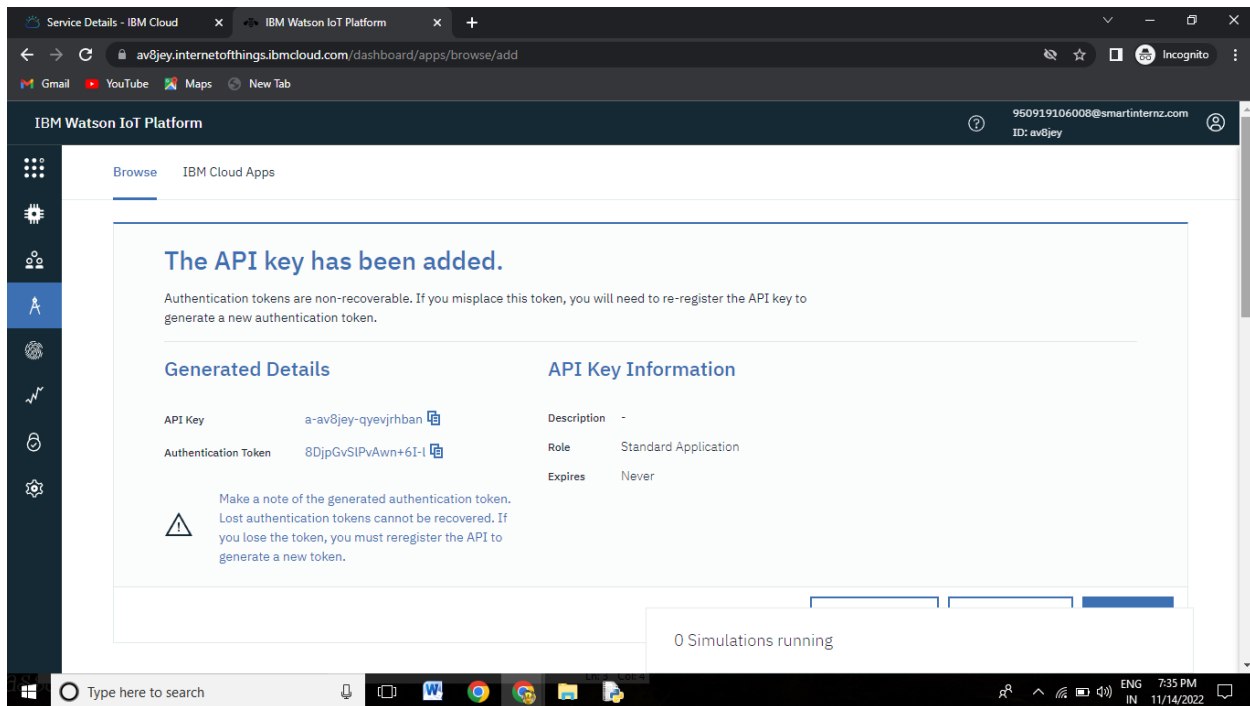 Service Details - IBM Cloud
IBM Watson IoT Platform
av8jey.internetofthings.ibmcloud.com/dashboard/apps/browse/add
Incognito
Gmail YouTube Maps New Tab
IBM Watson IoT Platform
950919106008@smartinternz.com
ID: av8jey
Browse IBM Cloud Apps
The API key has been added.
Authentication tokens are non-recoverable. If you misplace this token, you will need to re-register the API key to
generate a new authentication token.
Generated Details
API Key a-av8jey-qyevjrhban
Authentication Token 8DjpGvSIPvAwn+6I-l
Make a note of the generated authentication token.
Lost authentication tokens cannot be recovered. If
you lose the token, you must reregister the API to
generate a new token.
API Key Information
Description -
Role Standard Application
Expires Never
0 Simulations running
Type here to search
Ln: 3 Col: 4
ENG
IN
7:35 PM
11/14/2022